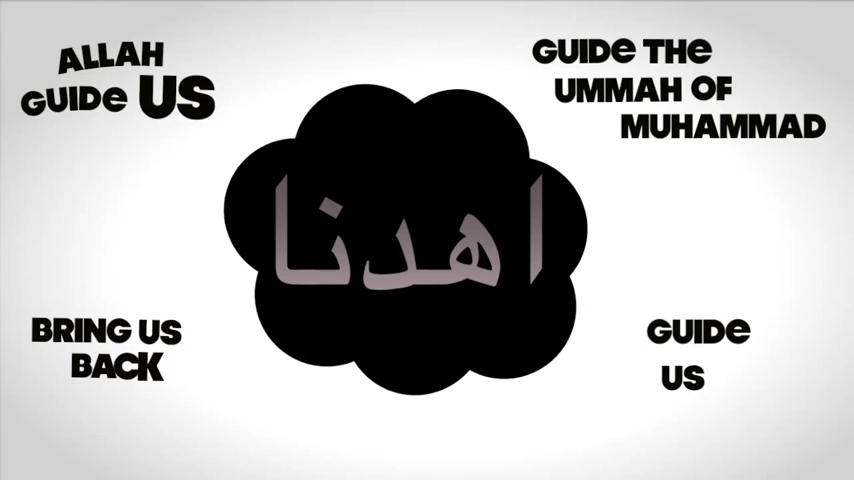 ALLAH
GUIDE US
GUIDE THE
UMMAH OF
MUHAMMAD
اهدنا
BRING US
BACK
GUIDE
US